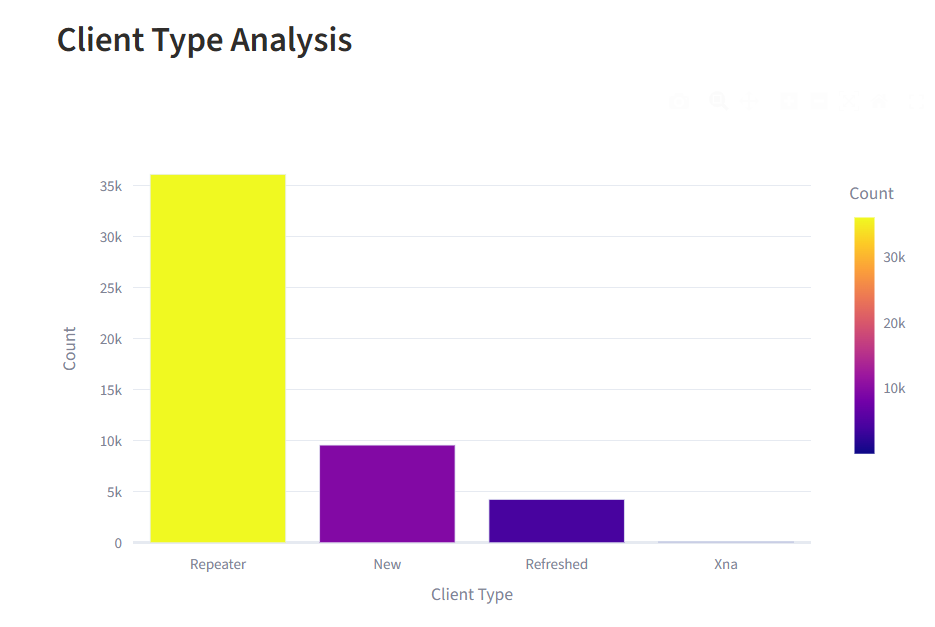 Client Type Analysis
Count
35k
30k
25k
20k
15k
10k
5k
0
Repeater
New
Refreshed
Xna
Client Type
Count
30k
20k
10k